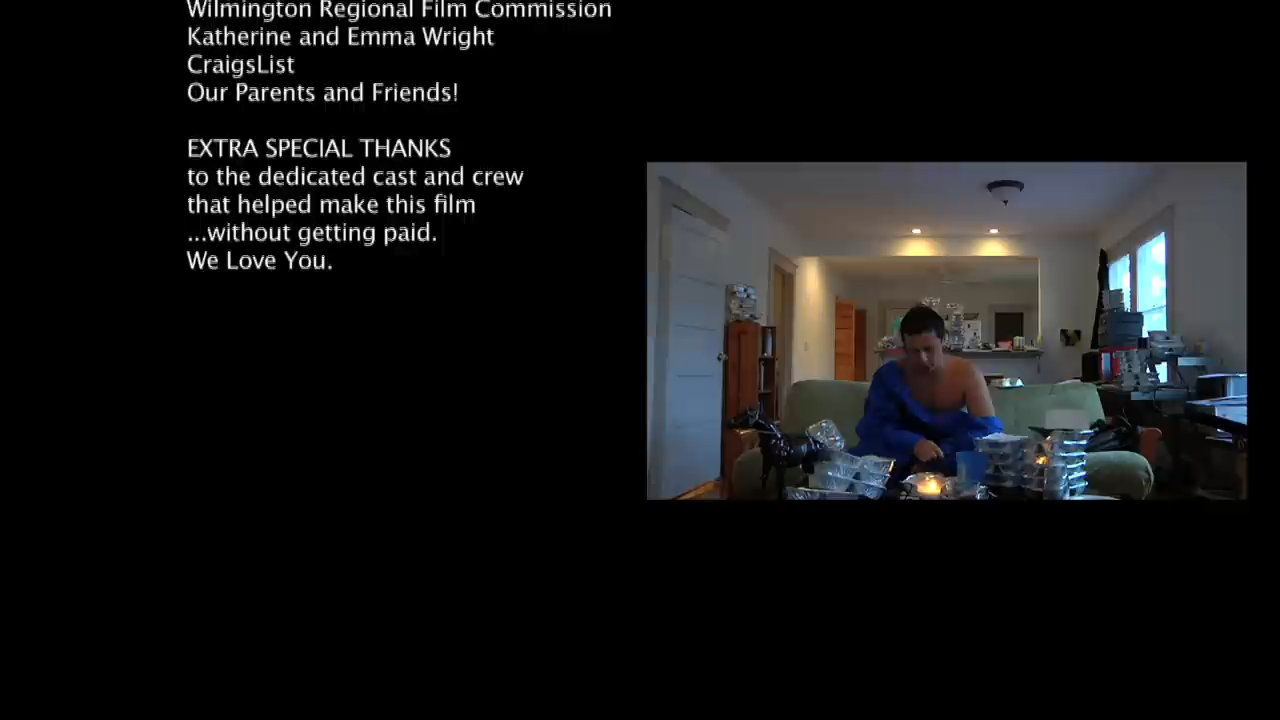 Wilmington Regional Film Commission
Katherine and Emma Wright
CraigsList
Our Parents and Friends!
EXTRA SPECIAL THANKS
to the dedicated cast and crew
that helped make this film
...without getting paid.
We Love You.